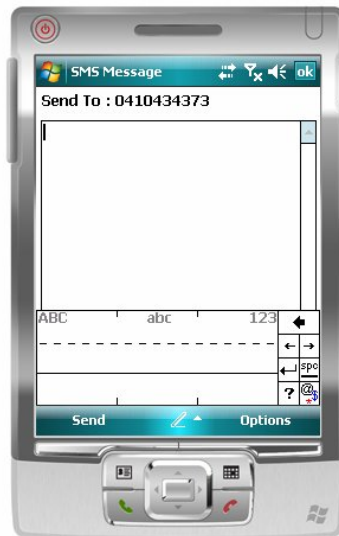 SMS Message ok
Send To : 0410434373
ABC abc 123
spc
? @ * $
Send Options